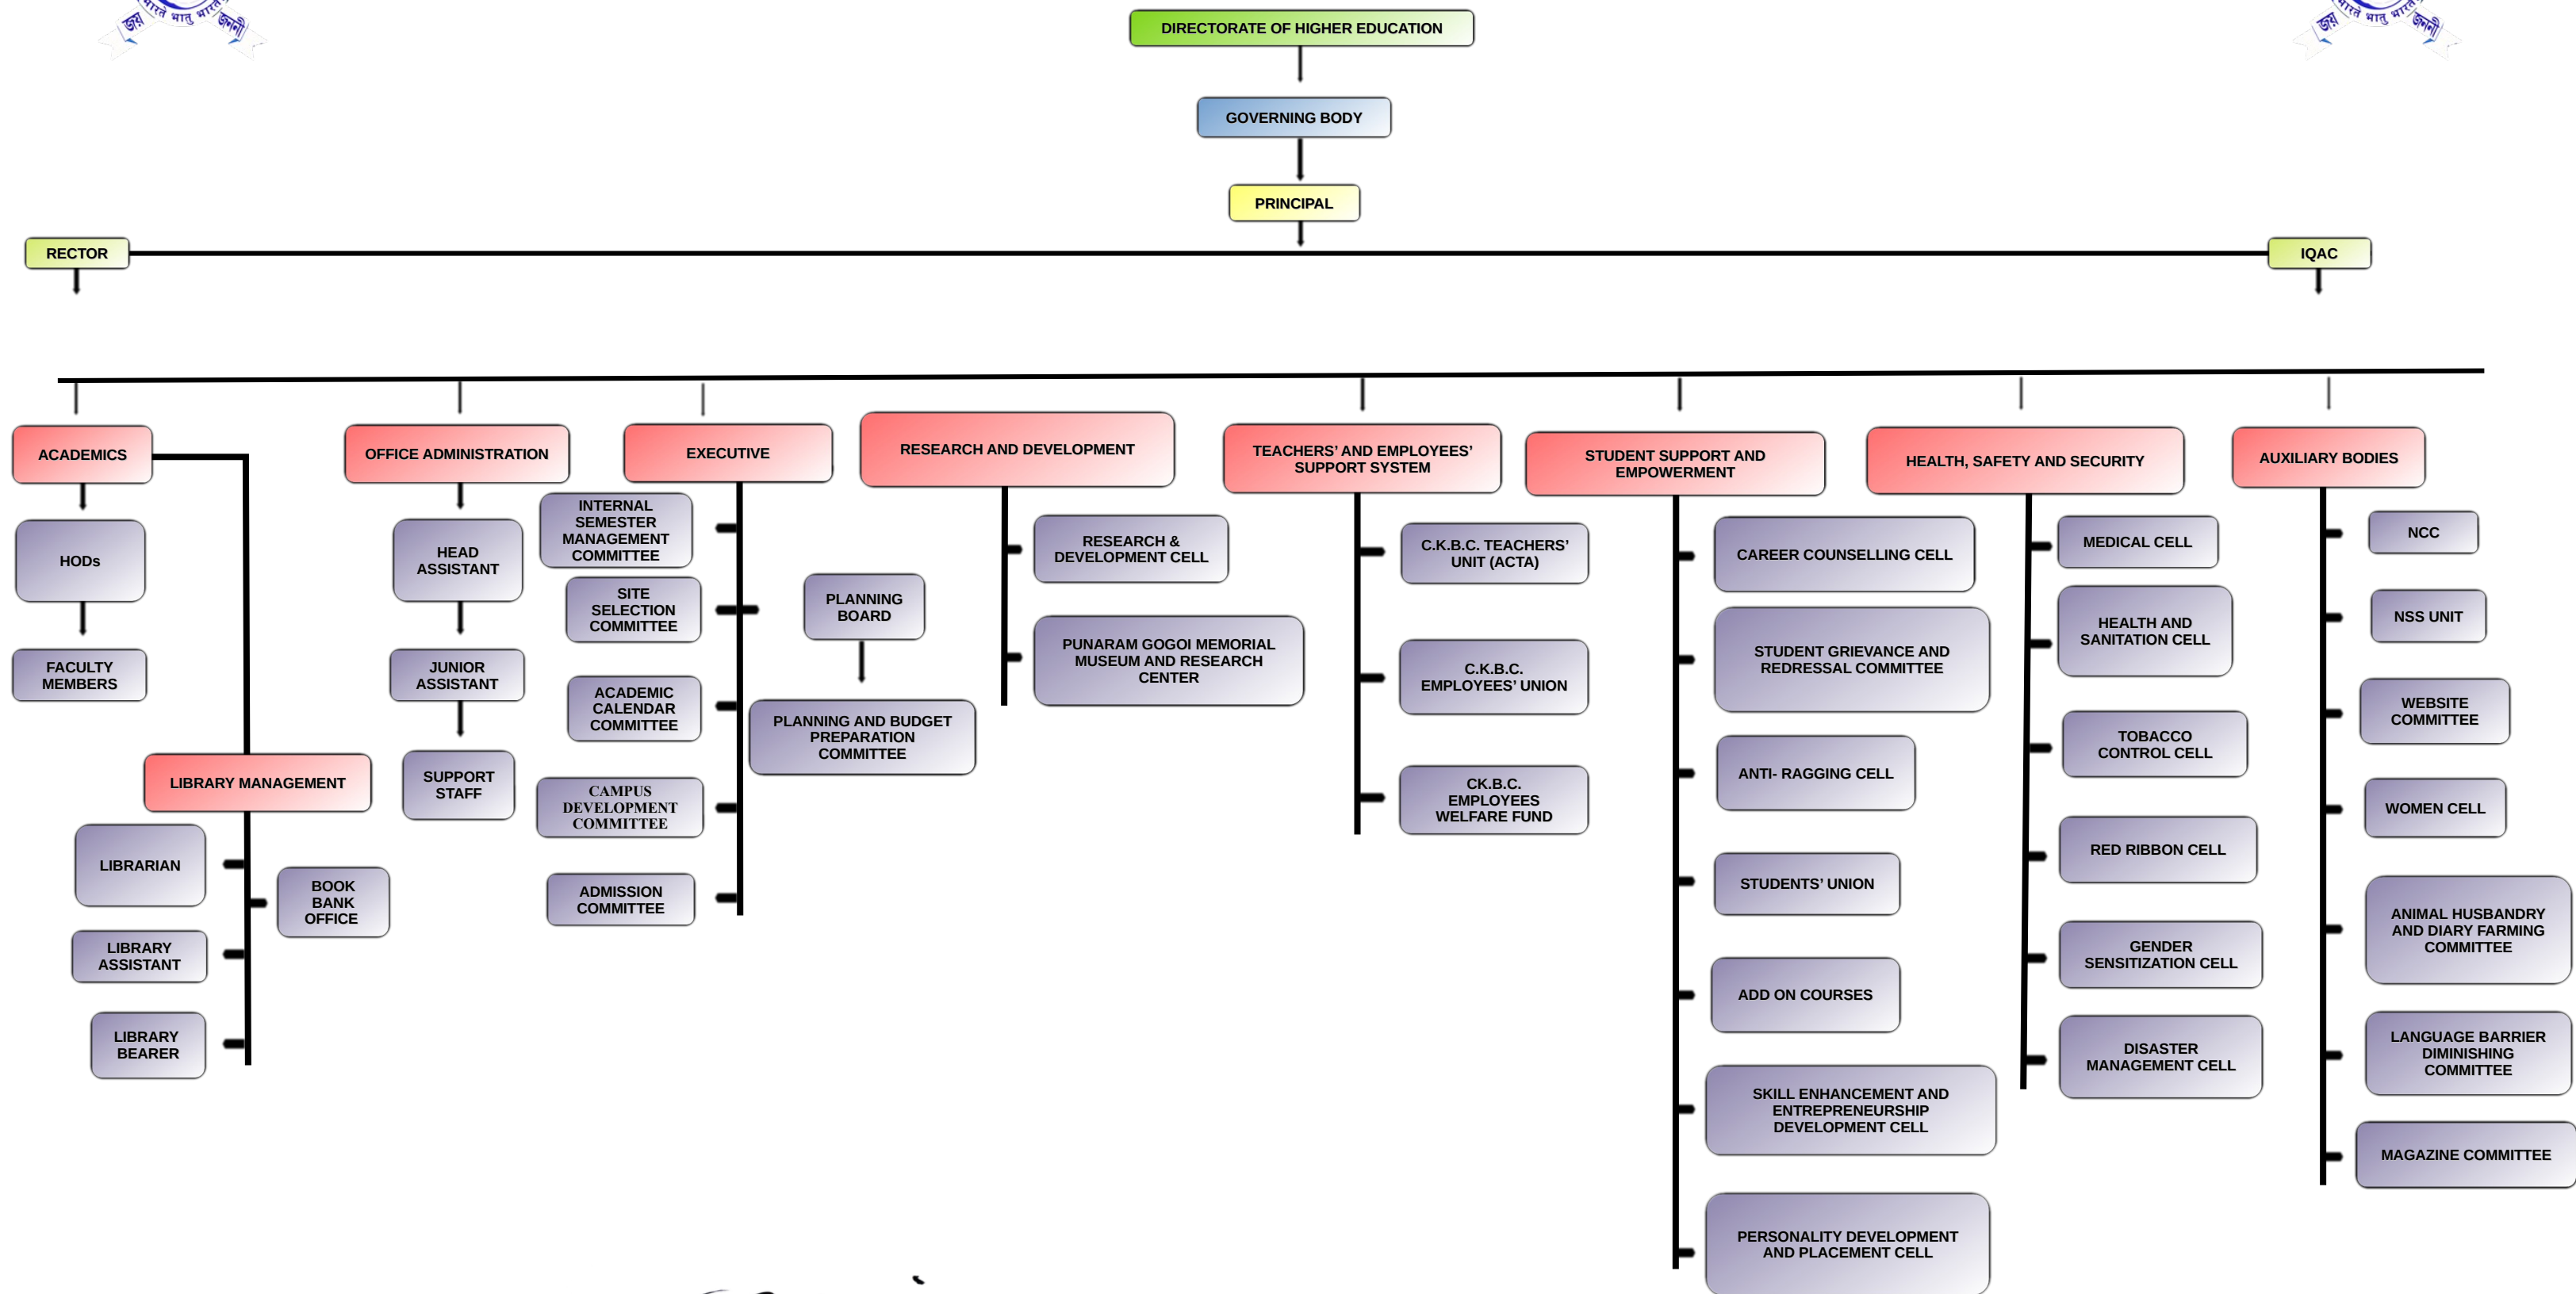 जय
भारते भातु भारत
जननी
जय
भारते भातु भारत
जननी
DIRECTORATE OF HIGHER EDUCATION
GOVERNING BODY
PRINCIPAL
RECTOR
IQAC
ACADEMICS
HODs
FACULTY
MEMBERS
LIBRARY MANAGEMENT
LIBRARIAN
BOOK
BANK
OFFICE
LIBRARY
ASSISTANT
LIBRARY
BEARER
OFFICE ADMINISTRATION
HEAD
ASSISTANT
JUNIOR
ASSISTANT
SUPPORT
STAFF
EXECUTIVE
INTERNAL
SEMESTER
MANAGEMENT
COMMITTEE
SITE
SELECTION
COMMITTEE
ACADEMIC
CALENDAR
COMMITTEE
CAMPUS
DEVELOPMENT
COMMITTEE
ADMISSION
COMMITTEE
PLANNING
BOARD
PLANNING AND BUDGET
PREPARATION
COMMITTEE
RESEARCH AND DEVELOPMENT
RESEARCH &
DEVELOPMENT CELL
PUNARAM GOGOI MEMORIAL
MUSEUM AND RESEARCH
CENTER
TEACHERS’ AND EMPLOYEES’
SUPPORT SYSTEM
C.K.B.C. TEACHERS’
UNIT (ACTA)
C.K.B.C.
EMPLOYEES’ UNION
CK.B.C.
EMPLOYEES
WELFARE FUND
STUDENT SUPPORT AND
EMPOWERMENT
CAREER COUNSELLING CELL
STUDENT GRIEVANCE AND
REDRESSAL COMMITTEE
ANTI- RAGGING CELL
STUDENTS’ UNION
ADD ON COURSES
SKILL ENHANCEMENT AND
ENTREPRENEURSHIP
DEVELOPMENT CELL
PERSONALITY DEVELOPMENT
AND PLACEMENT CELL
HEALTH, SAFETY AND SECURITY
MEDICAL CELL
HEALTH AND
SANITATION CELL
TOBACCO
CONTROL CELL
RED RIBBON CELL
GENDER
SENSITIZATION CELL
DISASTER
MANAGEMENT CELL
AUXILIARY BODIES
NCC
NSS UNIT
WEBSITE
COMMITTEE
WOMEN CELL
ANIMAL HUSBANDRY
AND DIARY FARMING
COMMITTEE
LANGUAGE BARRIER
DIMINISHING
COMMITTEE
MAGAZINE COMMITTEE